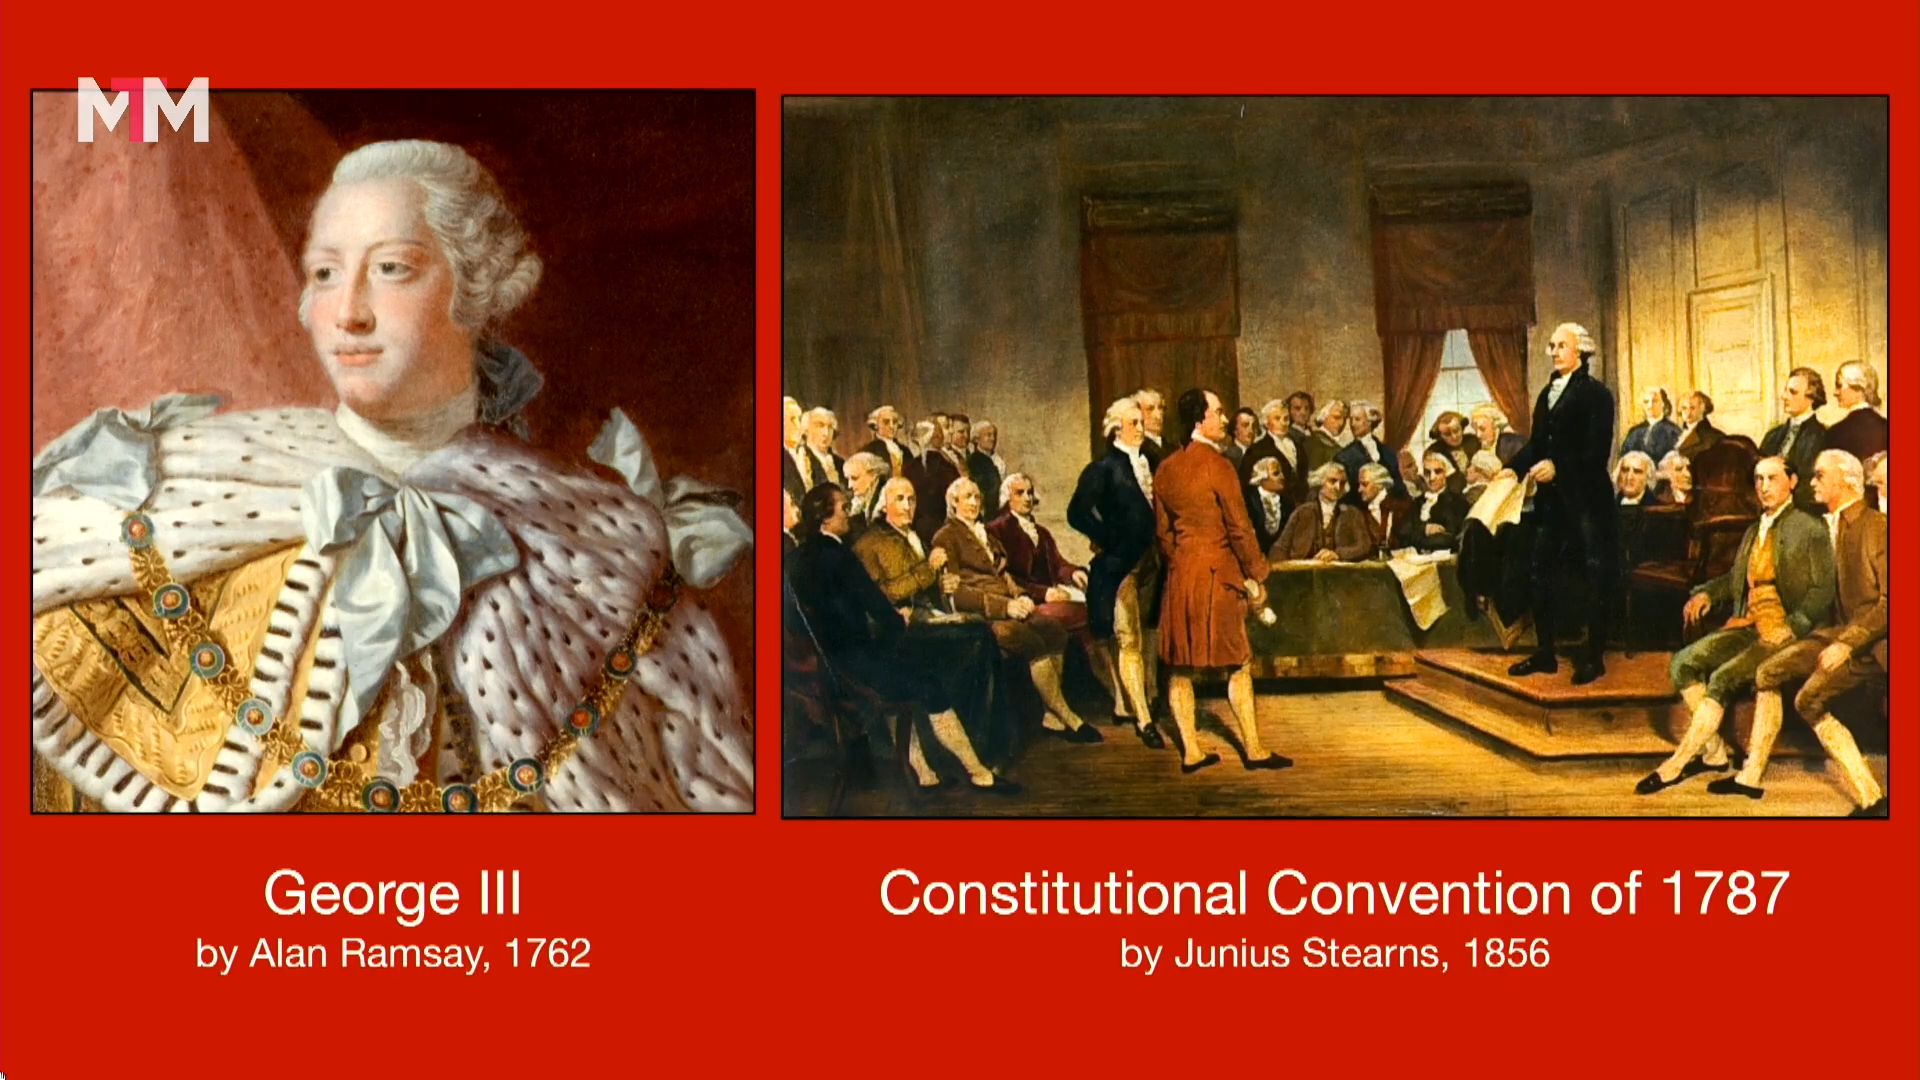 MTM
George III
by Alan Ramsay, 1762
Constitutional Convention of 1787
by Junius Stearns, 1856